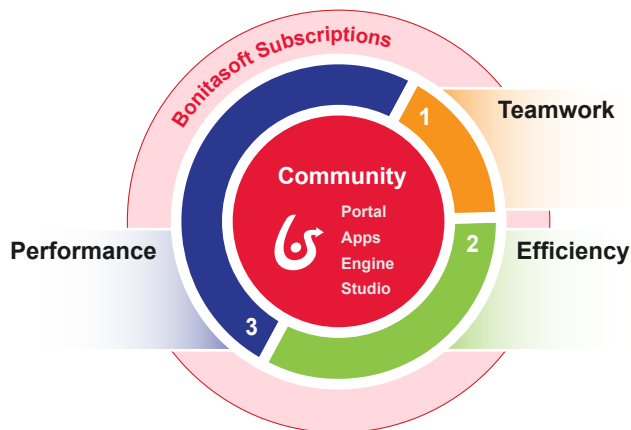 Bonitasoft Subscriptions
1
Teamwork
Community
Portal
Apps
Engine
Studio
2
Efficiency
Performance
3